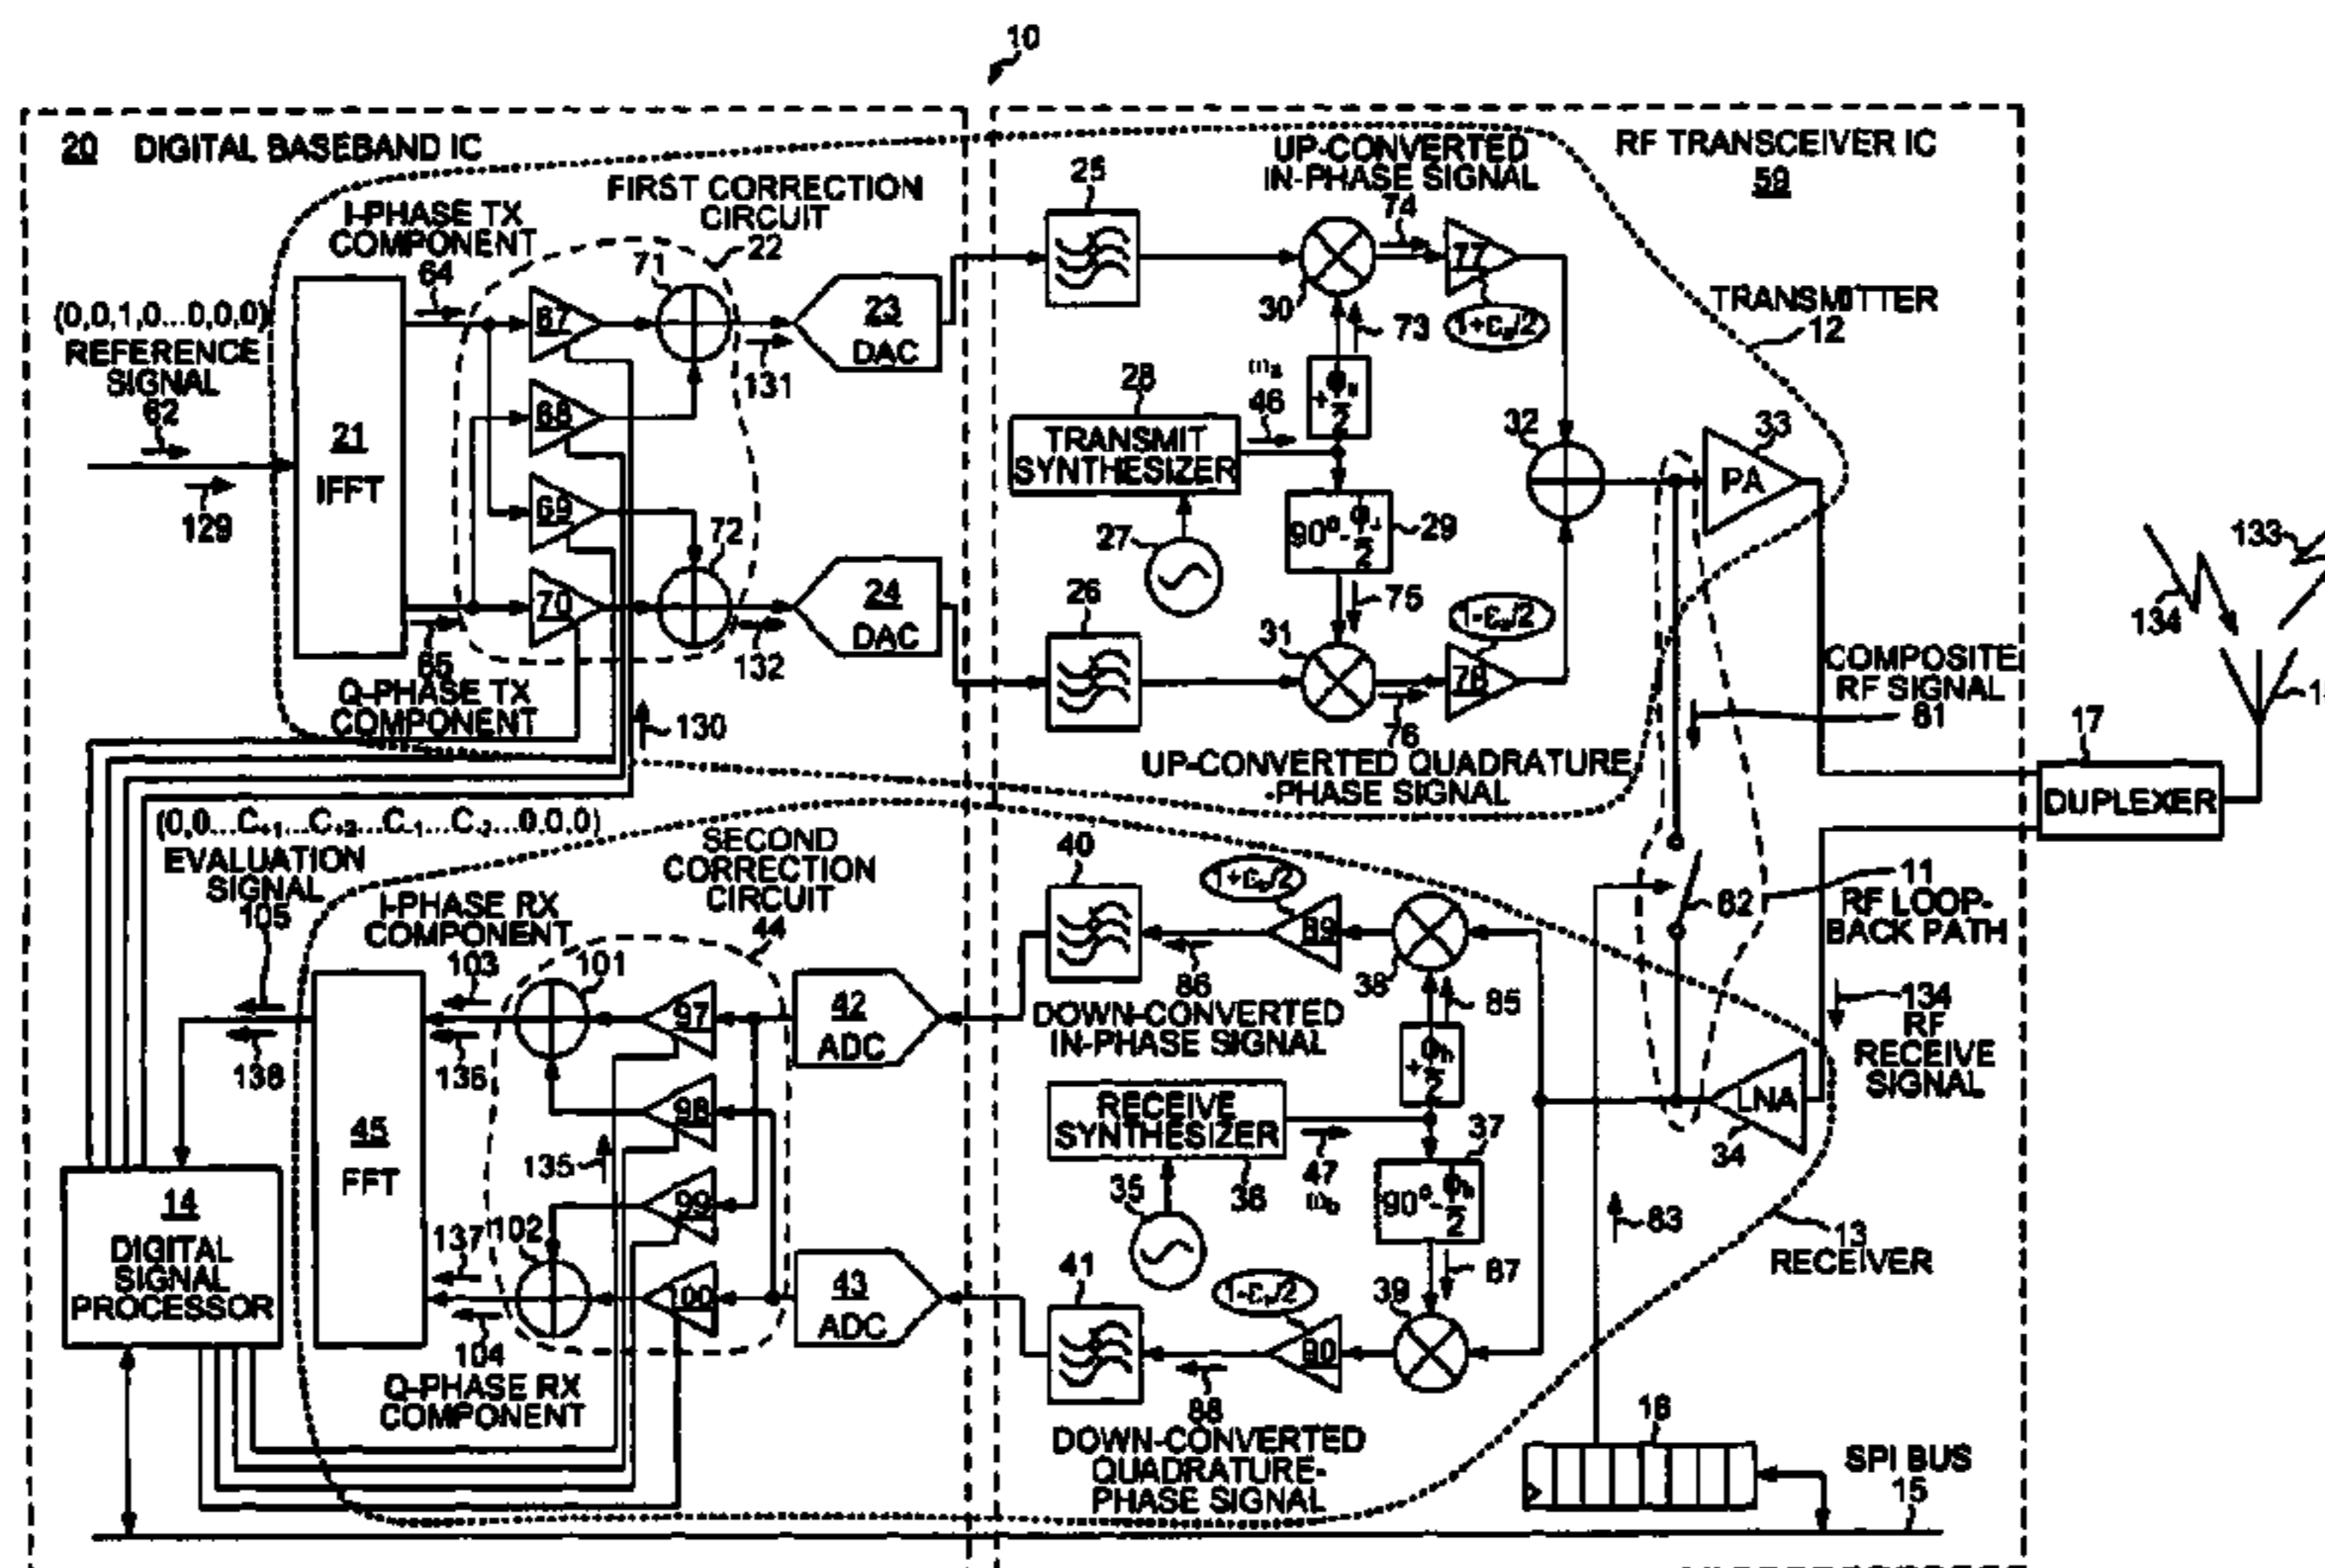 10
20 DIGITAL BASEBAND IC
RF TRANSCEIVER IC
59
FIRST CORRECTION
CIRCUIT
22
I-PHASE TX
COMPONENT
64
71
(0,0,1,0...0,0,0)
REFERENCE
SIGNAL
62
129
21
IFFT
67
68
69
70
72
131
132
65
Q-PHASE TX
COMPONENT
130
23
DAC
24
DAC
25
26
UP-CONVERTED
IN-PHASE SIGNAL
74
30
73
77
TRANSMITTER
12
28
46
TRANSMIT
SYNTHESIZER
27
29
75
31
76
32
33
PA
UP-CONVERTED QUADRATURE
-PHASE SIGNAL
133
134
COMPOSITE
RF SIGNAL
81
17
DUPLEXER
EVALUATION
SIGNAL
105
SECOND
CORRECTION
CIRCUIT
44
I-PHASE RX
COMPONENT
103
101
136
138
45
FFT
97
98
99
100
135
137
102
104
Q-PHASE RX
COMPONENT
14
DIGITAL
SIGNAL
PROCESSOR
42
ADC
43
ADC
40
41
89
86
38
85
DOWN-CONVERTED
IN-PHASE SIGNAL
RECEIVE
SYNTHESIZER
35
36
47
37
87
39
90
88
DOWN-CONVERTED
QUADRATURE-
PHASE SIGNAL
82
11
RF LOOP-
BACK PATH
134
RF
RECEIVE
SIGNAL
LNA
34
83
13
RECEIVER
SPI BUS
15